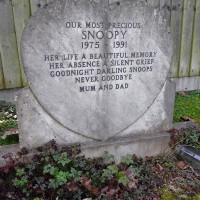 OUR MOST PRECIOUS
SNOOPY
1975 - 1991
HER LIFE A BEAUTIFUL MEMORY
HER ABSENCE A SILENT GRIEF
GOODNIGHT DARLING SNOOPS
NEVER GOODBYE
MUM AND DAD